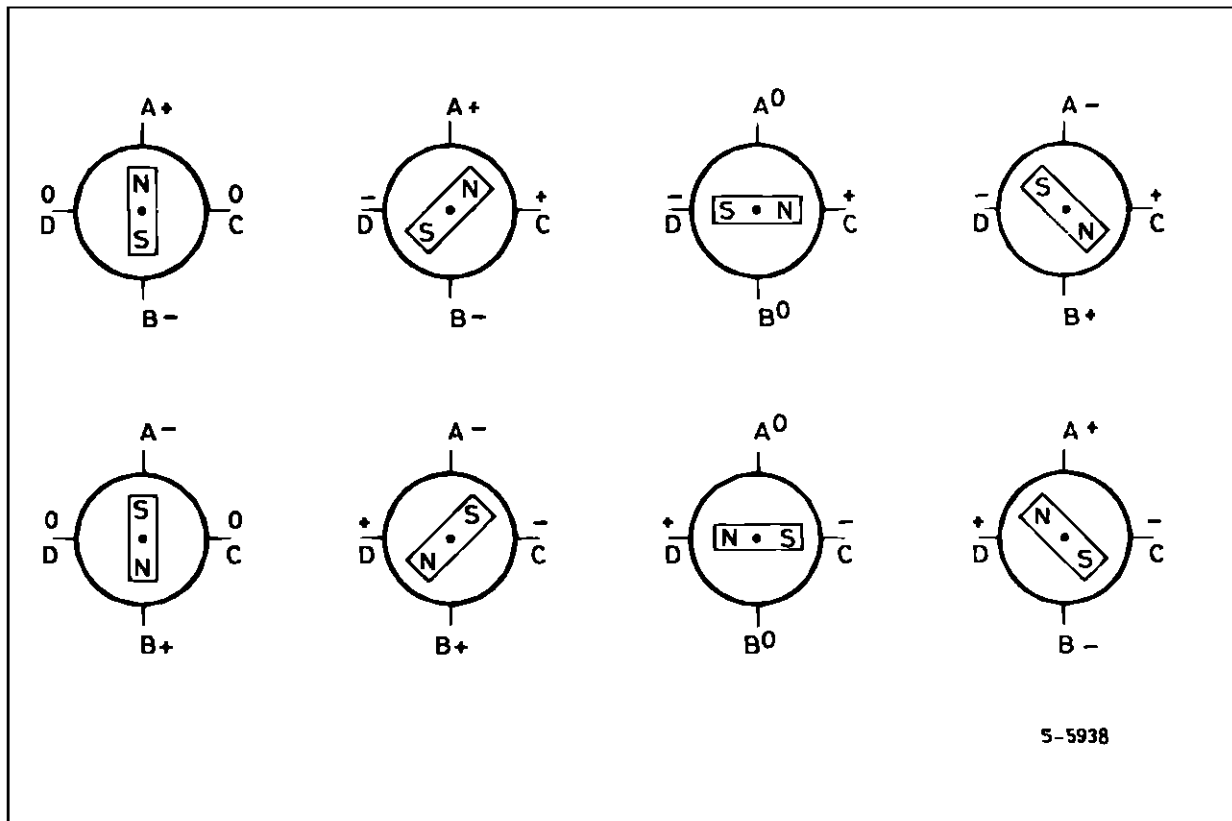 A+ A+ A0 A-
N N S N S
0 0 - + - + - +
D C D C D C D C
S S N
B- B- B0 B+
A- A- A0 A+
S S N S N
0 0 + - + - + -
D C D C D C D C
N N S
B+ B+ B0 B-
5-5938